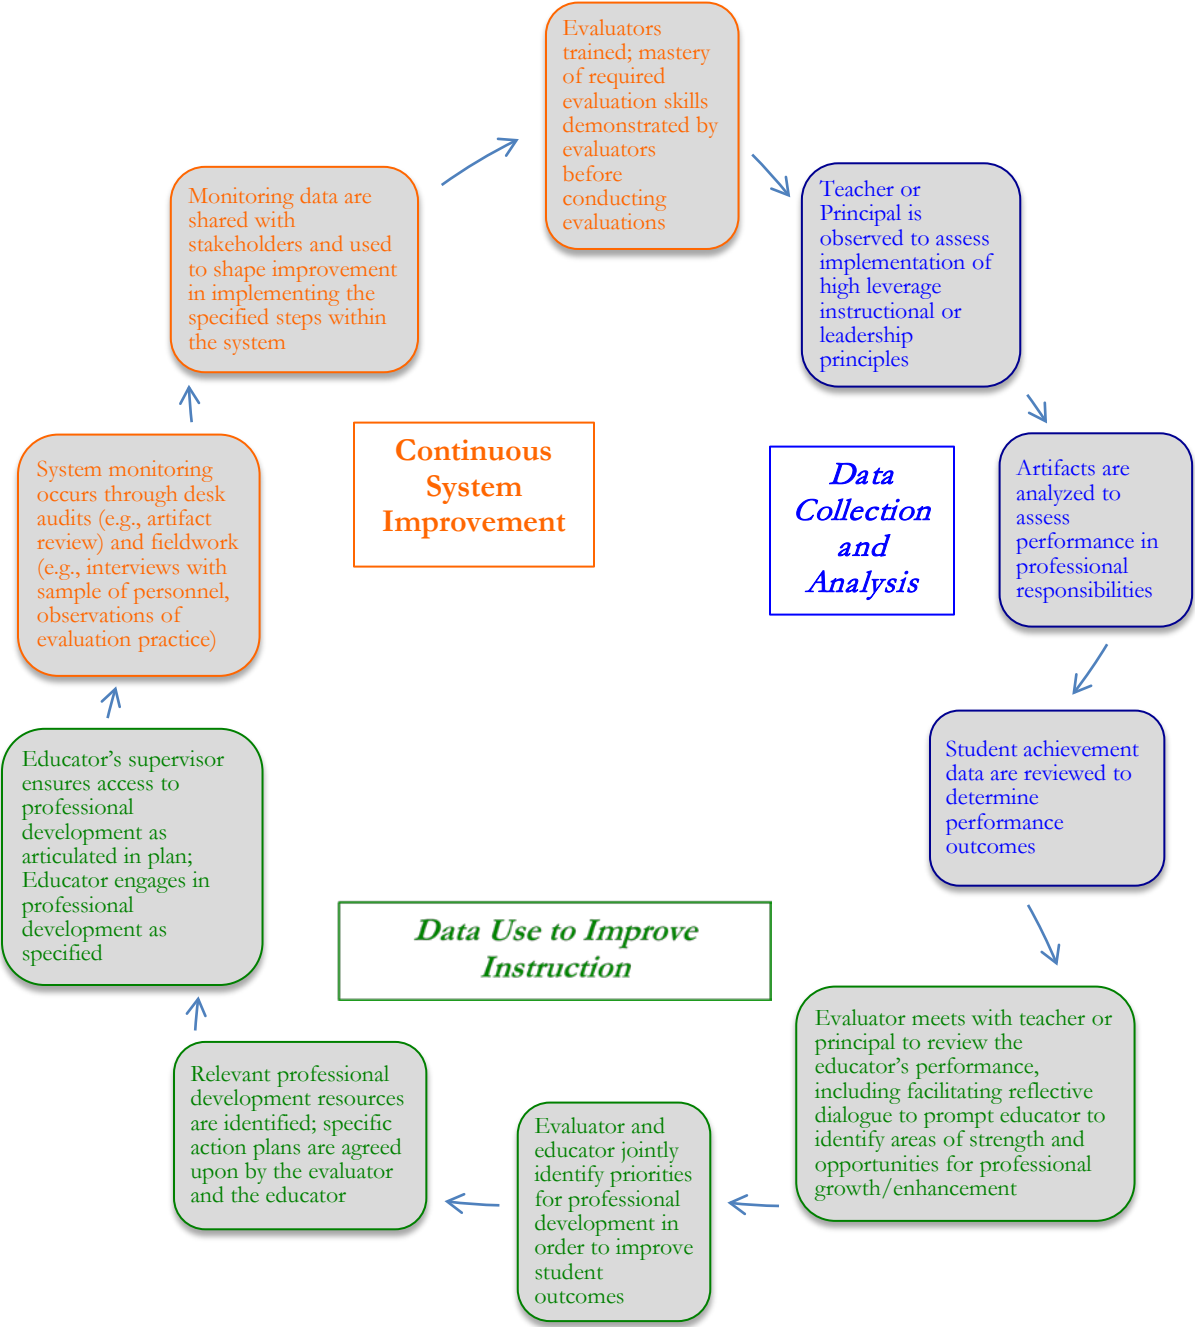 Evaluators
trained; mastery
of required
evaluation skills
demonstrated by
evaluators
before
conducting
evaluations
Teacher or
Principal is
observed to assess
implementation of
high leverage
instructional or
leadership
principles
Artifacts are
analyzed to
assess
performance in
professional
responsibilities
Student achievement
data are reviewed to
determine
performance
outcomes
Evaluator meets with teacher or
principal to review the
educator’s performance,
including facilitating reflective
dialogue to prompt educator to
identify areas of strength and
opportunities for professional
growth/enhancement
Evaluator and
educator jointly
identify priorities
for professional
development in
order to improve
student
outcomes
Relevant professional
development resources
are identified; specific
action plans are agreed
upon by the evaluator
and the educator
Educator’s supervisor
ensures access to
professional
development as
articulated in plan;
Educator engages in
professional
development as
specified
System monitoring
occurs through desk
audits (e.g., artifact
review) and fieldwork
(e.g., interviews with
sample of personnel,
observations of
evaluation practice)
Monitoring data are
shared with
stakeholders and used
to shape improvement
in implementing the
specified steps within
the system
Continuous
System
Improvement
Data
Collection
and
Analysis
Data Use to Improve
Instruction